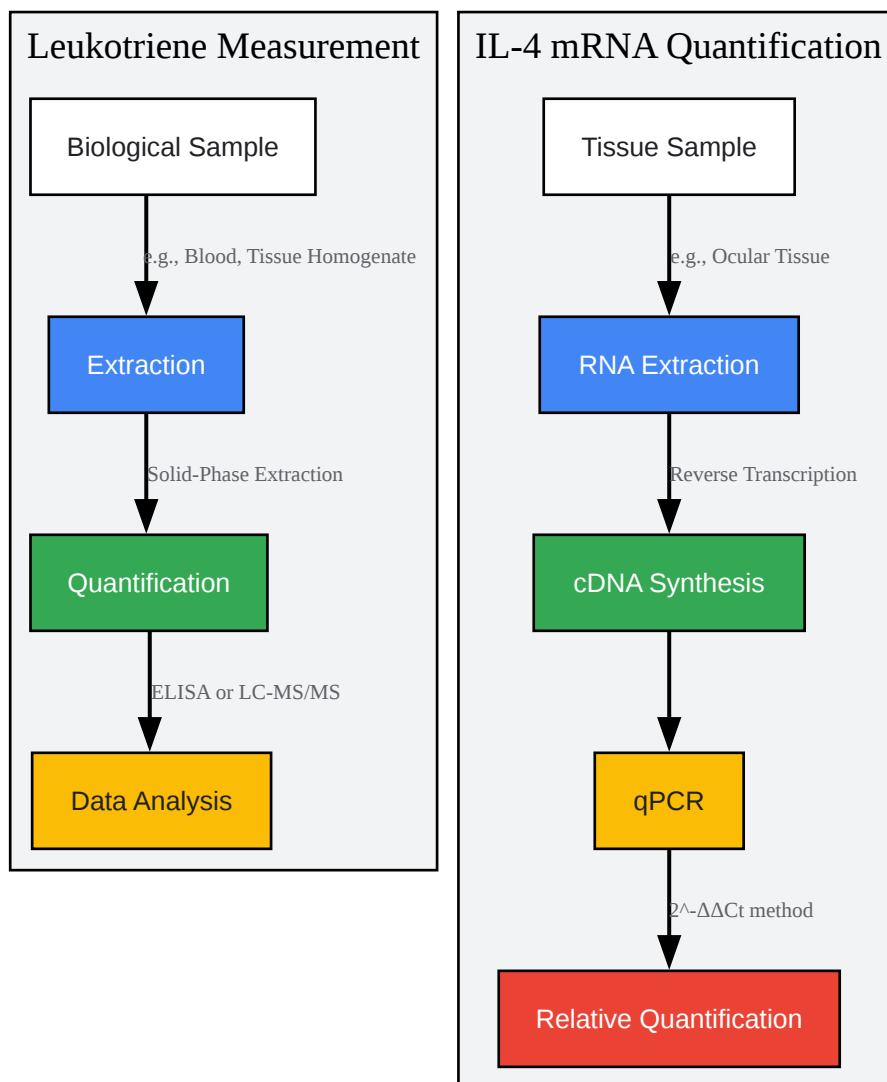 Leukotriene Measurement
Biological Sample
e.g., Blood, Tissue Homogenate
Extraction
Solid-Phase Extraction
Quantification
ELISA or LC-MS/MS
Data Analysis
IL-4 mRNA Quantification
Tissue Sample
e.g., Ocular Tissue
RNA Extraction
Reverse Transcription
cDNA Synthesis
qPCR
2^-ΔΔCt method
Relative Quantification